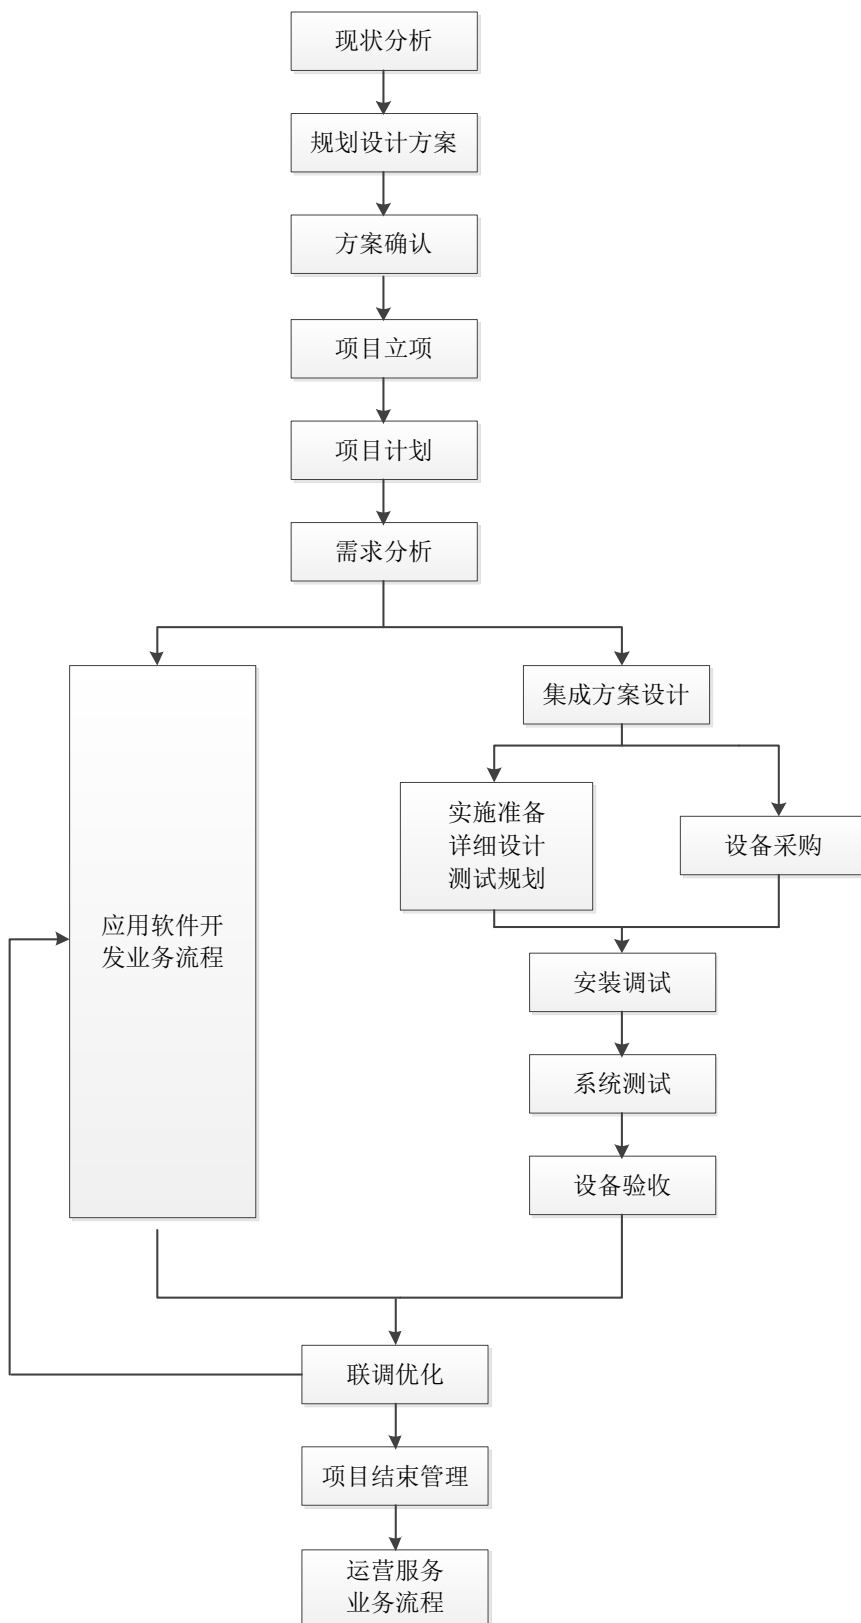 现状分析
规划设计方案
方案确认
项目立项
项目计划
需求分析
应用软件开
发业务流程
集成方案设计
实施准备
详细设计
测试规划
设备采购
安装调试
系统测试
设备验收
联调优化
项目结束管理
运营服务
业务流程